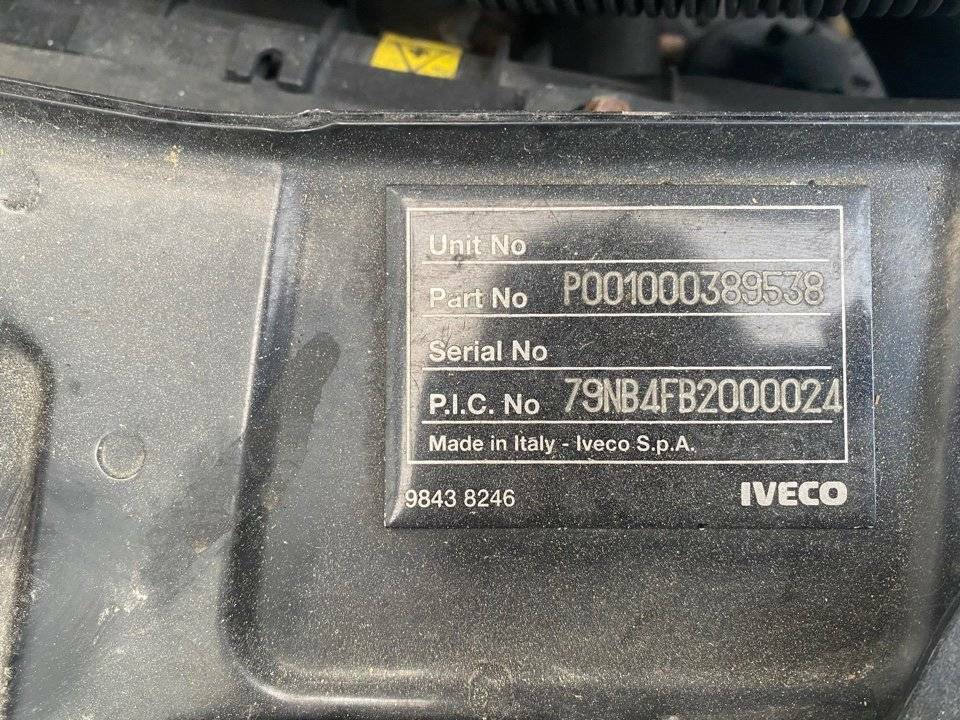 Unit No
Part No P001000389538
Serial No
P.I.C. No 79NB4FB2000024
Made in Italy - Iveco S.p.A.
9843 8246 IVECO